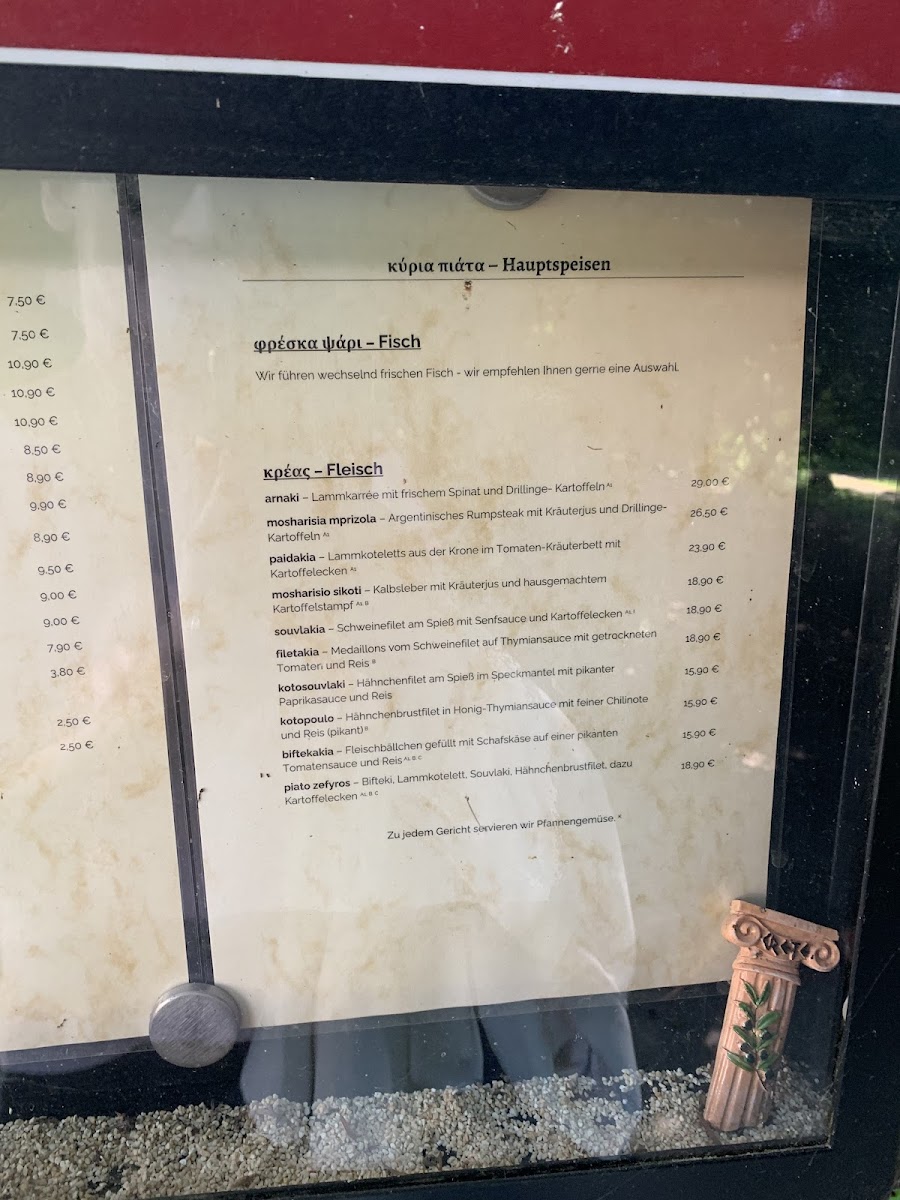 7,50 €
7,50 €
10,90 €
10,90 €
10,90 €
8,50 €
8,90 €
9,90 €
8,90 €
9,50 €
9,00 €
9,00 €
7,90 €
3,80 €
2,50 €
2,50 €
κύρια πιάτα – Hauptspeisen
φρέσκα ψάρι – Fisch
Wir führen wechselnd frischen Fisch - wir empfehlen Ihnen gerne eine Auswahl.
κρέας – Fleisch
arnaki – Lammkarrée mit frischem Spinat und Drillinge- Kartoffeln 29,00 €
mosharisia mprizola – Argentinisches Rumpsteak mit Kräuterjus und Drillinge- 26,50 €
Kartoffeln
paidakia – Lammkoteletts aus der Krone im Tomaten-Kräuterbett mit 23,90 €
Kartoffelecken
mosharisio sikoti – Kalbsleber mit Kräuterjus und hausgemachtem 18,90 €
Kartoffelstampf
souvlakia – Schweinefilet am Spieß mit Senfsauce und Kartoffelecken 18,90 €
filetakia – Medaillons vom Schweinefilet auf Thymiansauce mit getrockneten 18,90 €
Tomaten und Reis
kotosouvlaki – Hähnchenfilet am Spieß im Speckmantel mit pikanter 15,90 €
Paprikasauce und Reis
kotopoulo – Hähnchenbrustfilet in Honig-Thymiansauce mit feiner Chilinote 15,90 €
und Reis (pikant)
biftekakia – Fleischbällchen gefüllt mit Schafskäse auf einer pikanten 15,90 €
Tomatensauce und Reis
piato zefyros – Bifteki, Lammkotelett, Souvlaki, Hähnchenbrustfilet, dazu 18,90 €
Kartoffelecken
Zu jedem Gericht servieren wir Pfannengemüse.
CRETE